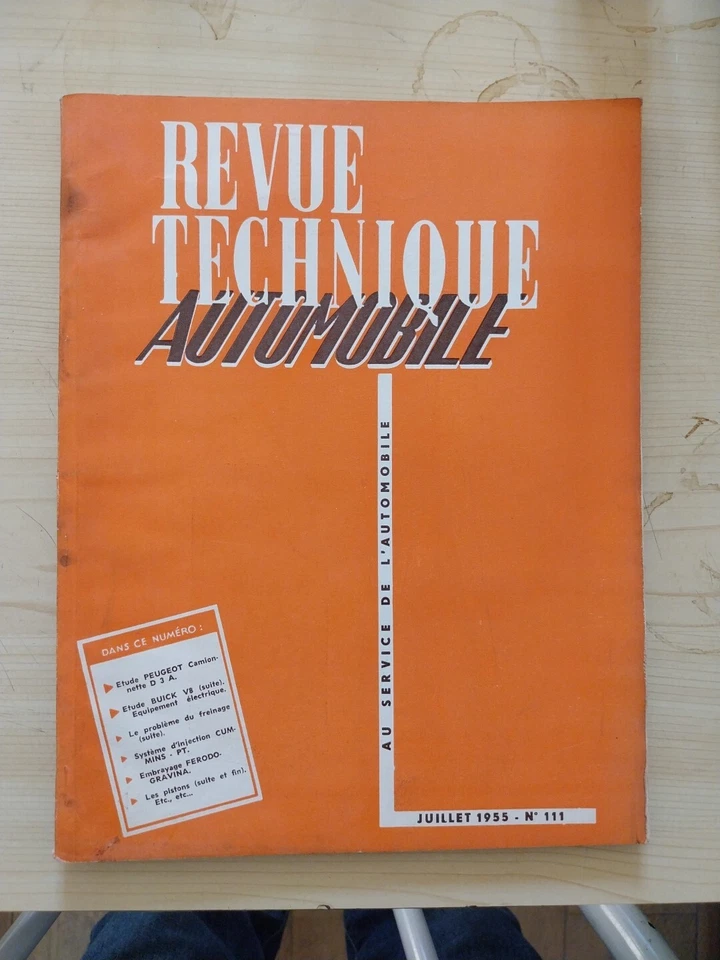 REVUE
TECHNIQUE
AUTOMOBILE
AU SERVICE DE L'AUTOMOBILE
DANS CE NUMÉRO :
Etude PEUGEOT Camion-
nette D 3 A.
Etude BUICK V8 (suite).
Equipement électrique.
Le problème du freinage
(suite).
Système d'injection CUM-
MINS - PT.
Embrayage FERODO-
GRAVINA.
Les pistons (suite et fin).
Etc., etc...
JUILLET 1955 - N° 111